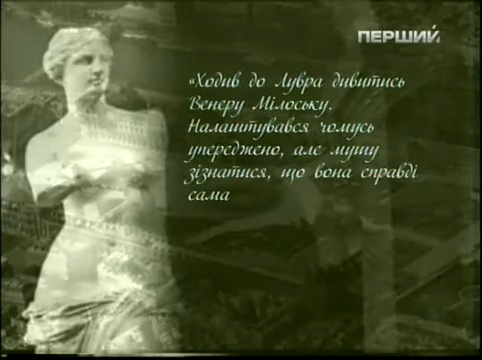 ПЕРШИЙ
«Ходив до Лувра дивитись
Венеру Мілоську.
Налаштувався чомусь
упереджено, але мушу
зізнатися, що вона справді
сама